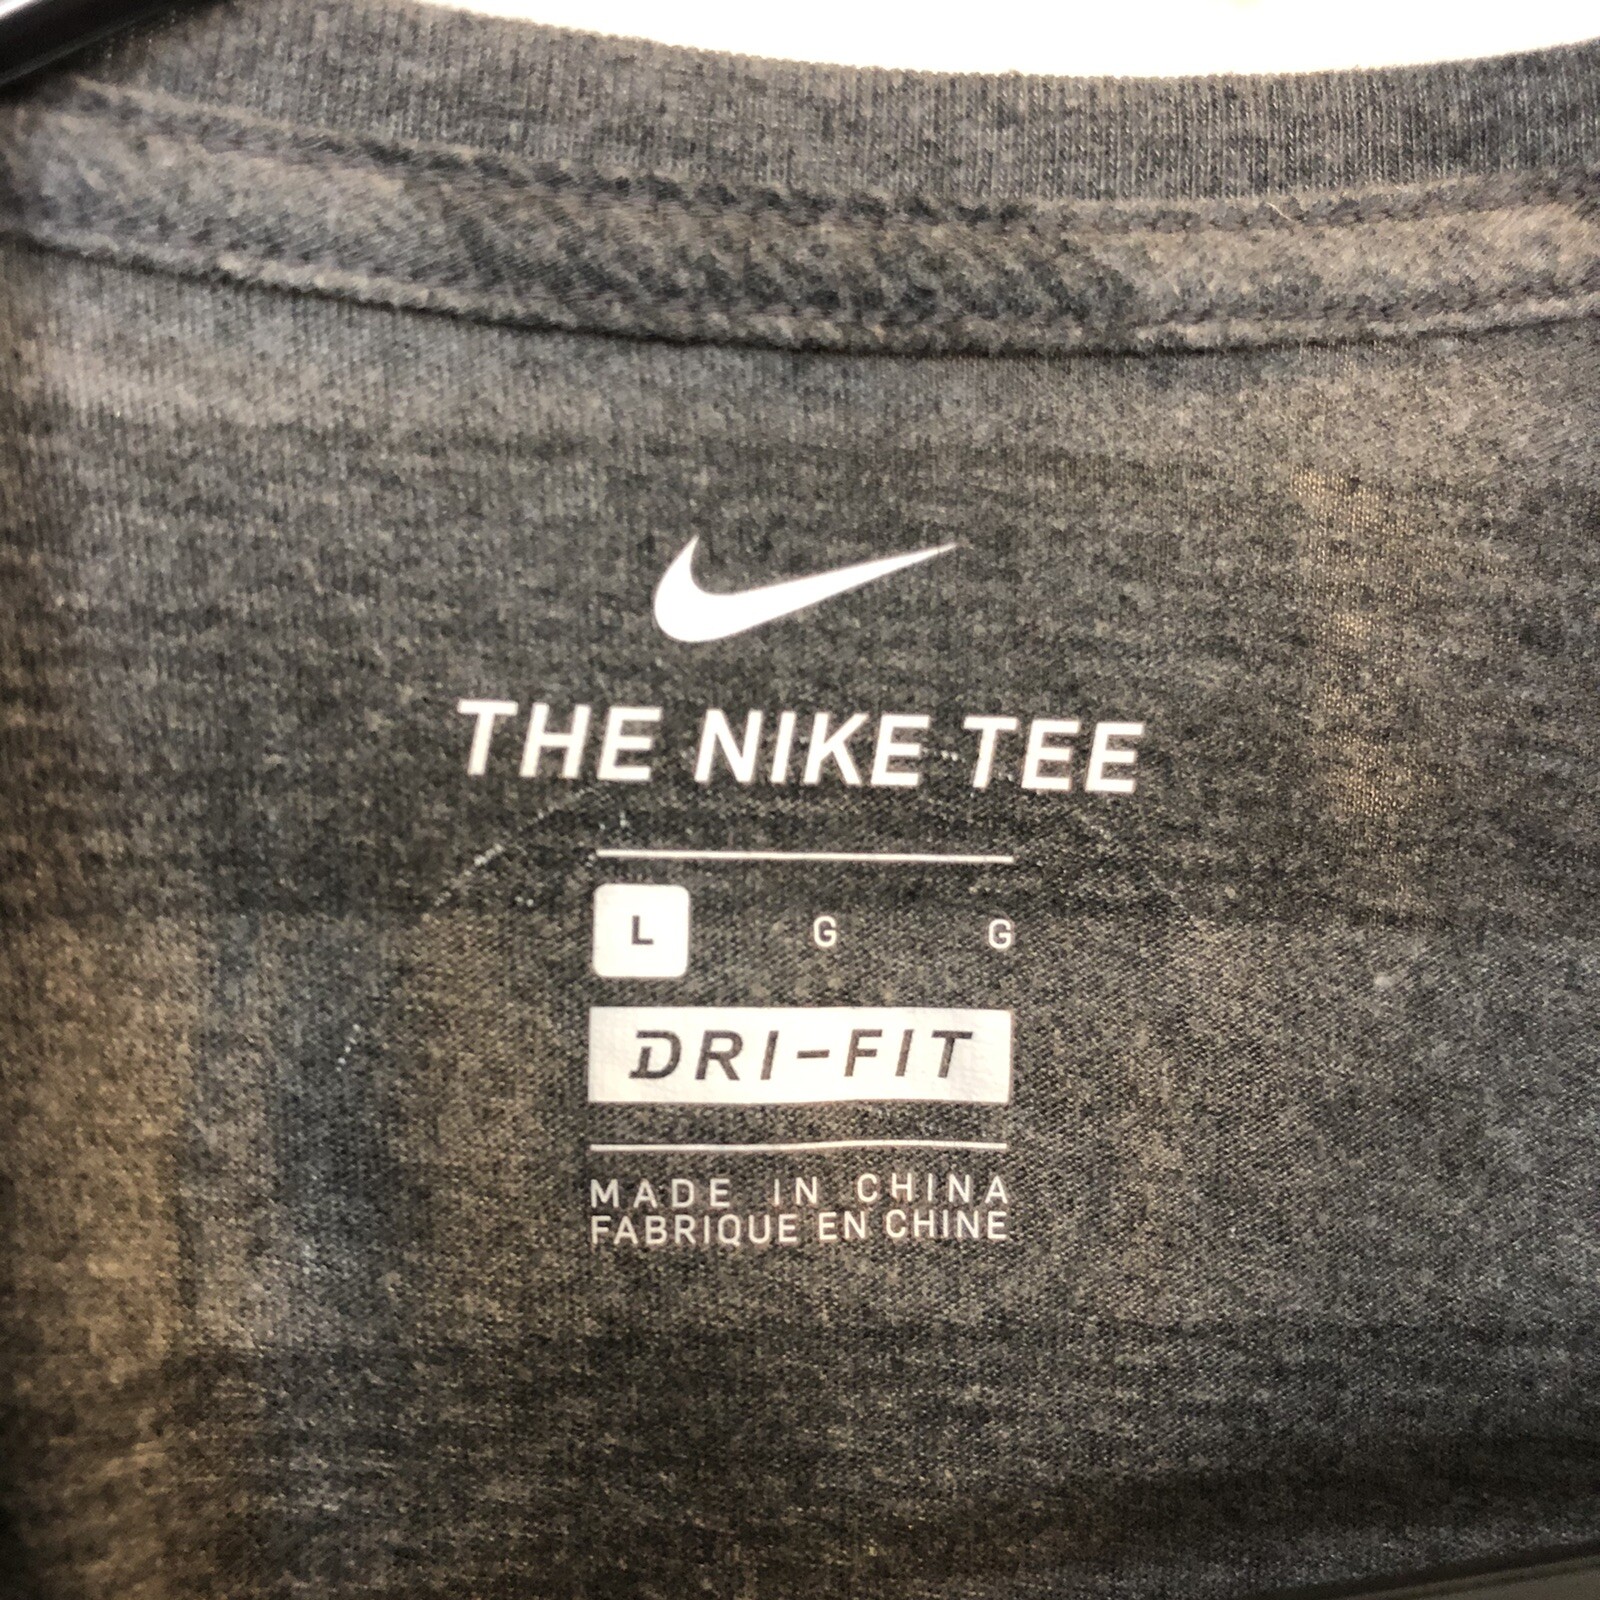 THE NIKE TEE
L G G
DRI-FIT
MADE IN CHINA
FABRIQUE EN CHINE